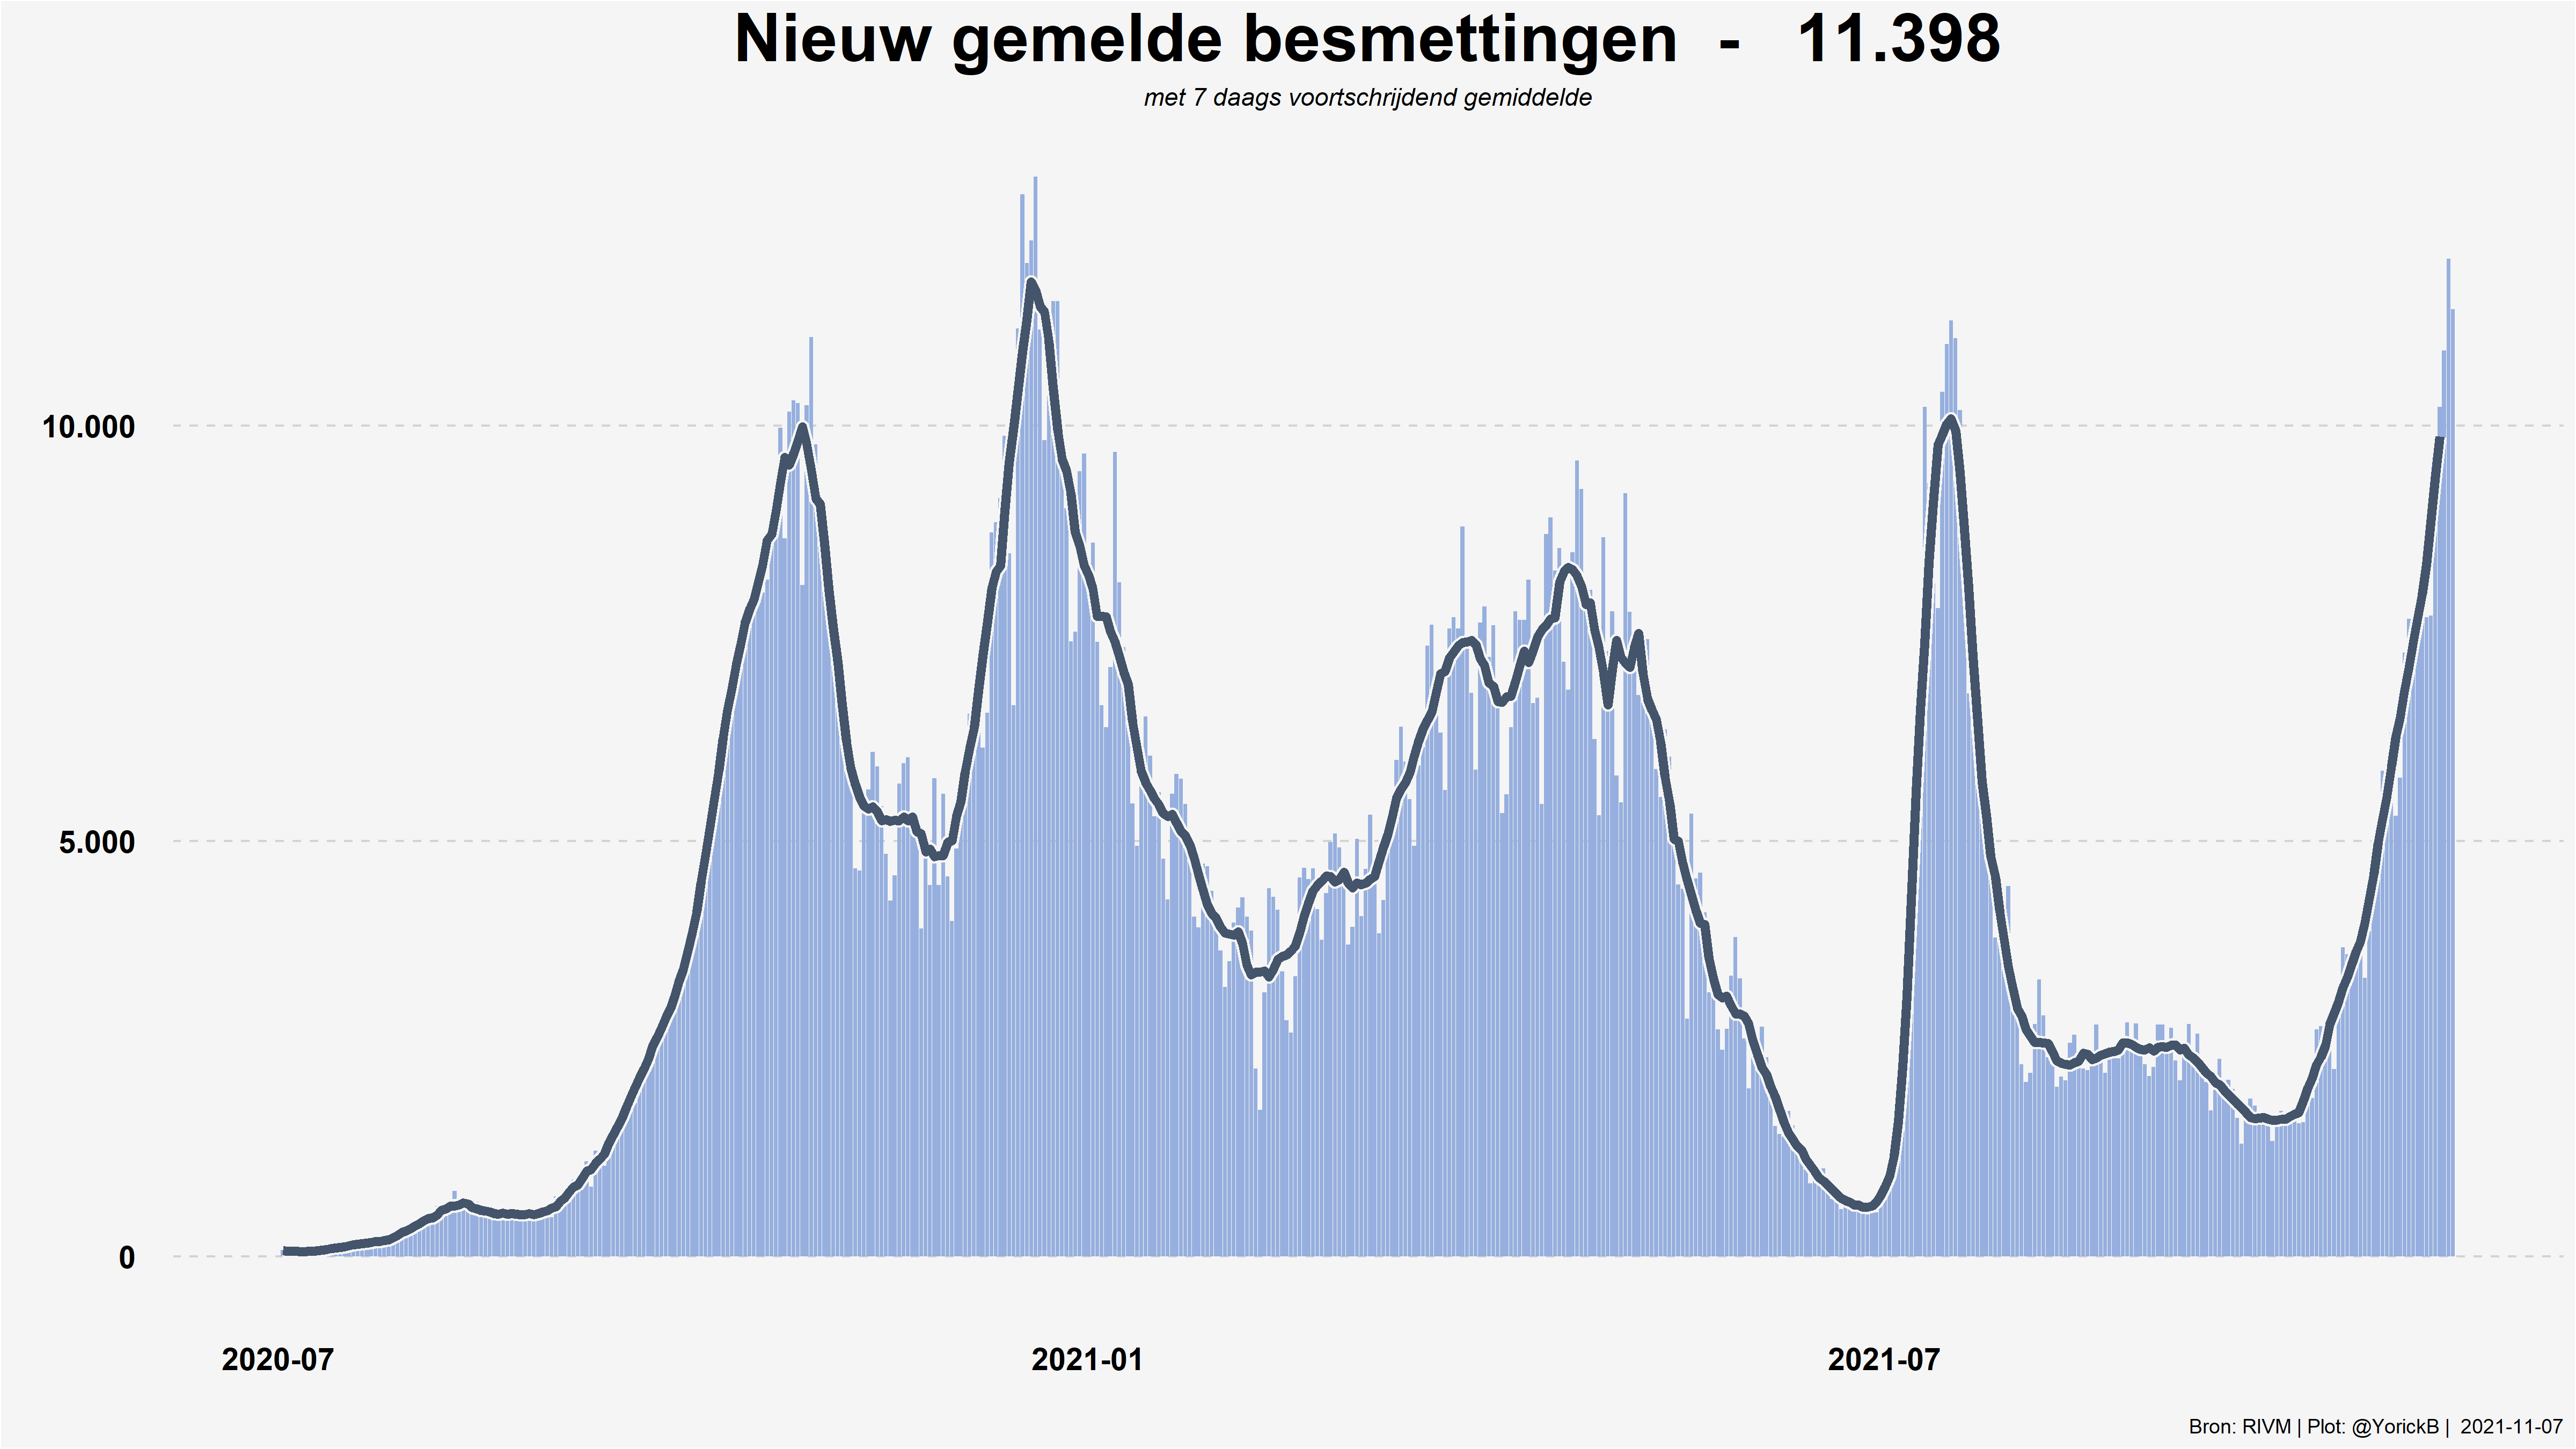 Nieuw gemelde besmettingen - 11.398
met 7 daags voortschrijdend gemiddelde
10.000
5.000
0
2020-07 2021-01 2021-07
Bron: RIVM | Plot: @YorickB | 2021-11-07